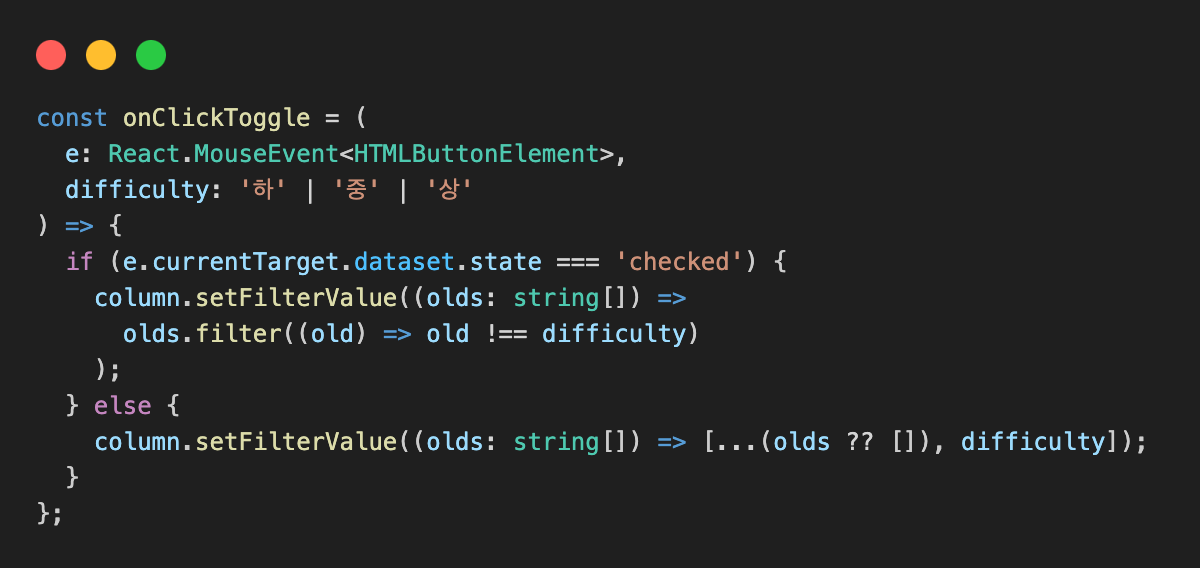 const onClickToggle = (
  e: React.MouseEvent<HTMLButtonElement>,
  difficulty: '하' | '중' | '상'
) => {
  if (e.currentTarget.dataset.state === 'checked') {
    column.setFilterValue((olds: string[]) =>
      olds.filter((old) => old !== difficulty)
    );
  } else {
    column.setFilterValue((olds: string[]) => [...(olds ?? []), difficulty]);
  }
};